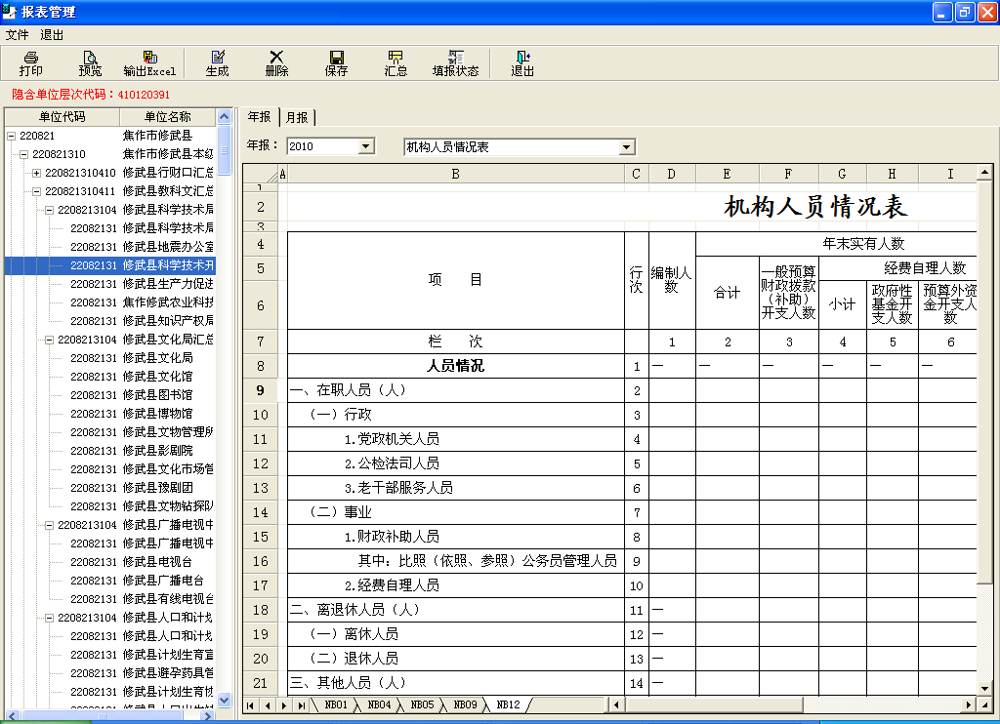 报表管理
文件 退出
打印 预览 输出Excel 生成 删除 保存 汇总 填报状态 退出
隐含单位层次代码：410120391
单位代码 单位名称
220821 焦作市修武县
220821310 焦作市修武县本级
220821310410 修武县行财口汇总
220821310411 修武县教科文汇总
2208213104 修武县科学技术局
22082131 修武县科学技术局
22082131 修武县地震办公室
22082131 修武县科学技术开
22082131 修武县生产力促进
22082131 焦作修武农业科技
22082131 修武县知识产权局
2208213104 修武县文化局汇总
22082131 修武县文化局
22082131 修武县文化馆
22082131 修武县图书馆
22082131 修武县博物馆
22082131 修武县文物管理所
22082131 修武县影剧院
22082131 修武县文化市场管
22082131 修武县豫剧团
22082131 修武县文物钻探队
2208213104 修武县广播电视中
22082131 修武县广播电视中
22082131 修武县电视台
22082131 修武县广播电台
22082131 修武县有线电视台
2208213104 修武县人口和计划
22082131 修武县人口和计划
22082131 修武县计划生育宣
22082131 修武县避孕药具管
22082131 修武县计划生育协
年报 月报
年报： 2010 机构人员情况表
A B C D E F G H I
1
2 机构人员情况表
3
4 年末实有人数
5 项 目 行次 编制人数 合计 一般预算财政拨款（补助）开支人数 经费自理人数
6 小计 政府性基金开支人数 预算外资金开支人数
7 栏 次 1 2 3 4 5 6
8 人员情况 1 — — — — — —
9 一、在职人员（人） 2
10 （一）行政 3
11 1.党政机关人员 4
12 2.公检法司人员 5
13 3.老干部服务人员 6
14 （二）事业 7
15 1.财政补助人员 8
16 其中：比照（依照、参照）公务员管理人员 9
17 2.经费自理人员 10
18 二、离退休人员（人） 11 —
19 （一）离休人员 12 —
20 （二）退休人员 13 —
21 三、其他人员（人） 14 —
NB01 NB04 NB05 NB09 NB12